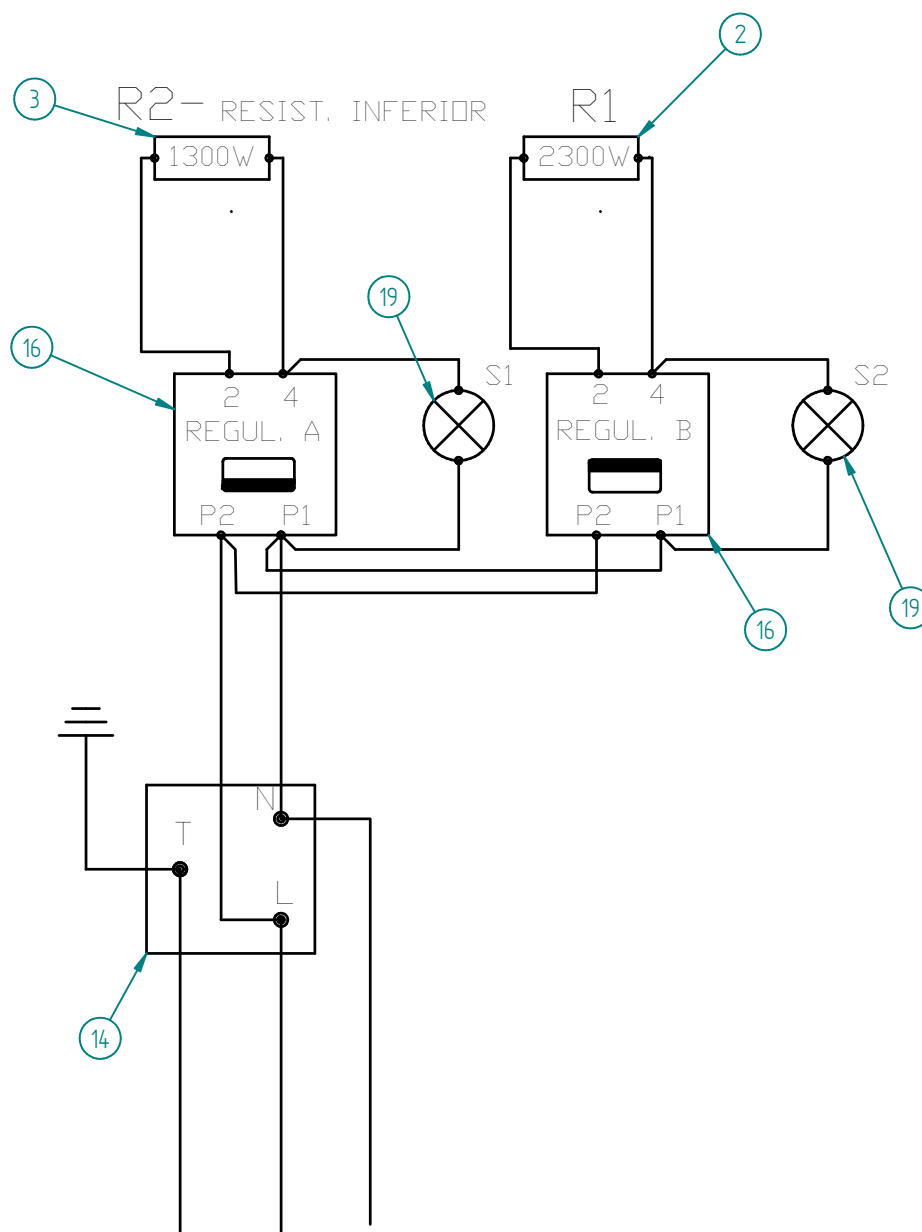 2
3
R2- RESIST. INFERIOR
R1
1300W
2300W
19
16
S1
S2
2 4
2 4
REGUL. A
REGUL. B
P2 P1
P2 P1
19
16
N
T
L
14